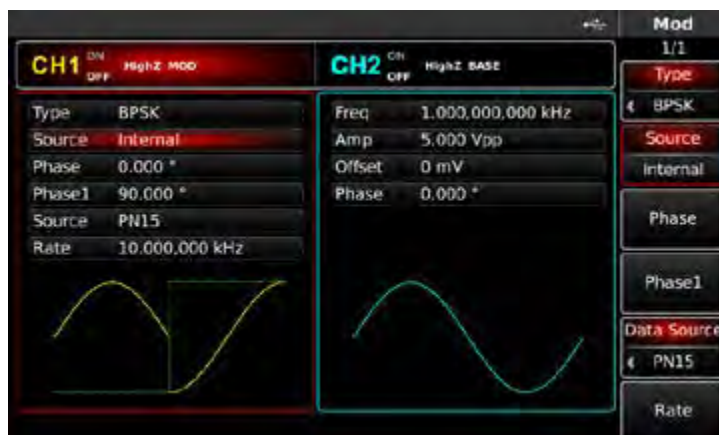 Mod
1/1
CH1 ON OFF HighZ MOD
CH2 ON OFF HighZ BASE
Type BPSK
Source Internal
Phase 0.000 °
Phase1 90.000 °
Source PN15
Rate 10.000,000 kHz
Freq 1.000,000,000 kHz
Amp 5.000 Vpp
Offset 0 mV
Phase 0.000 °
Type
BPSK
Source
Internal
Phase
Phase1
Data Source
PN15
Rate